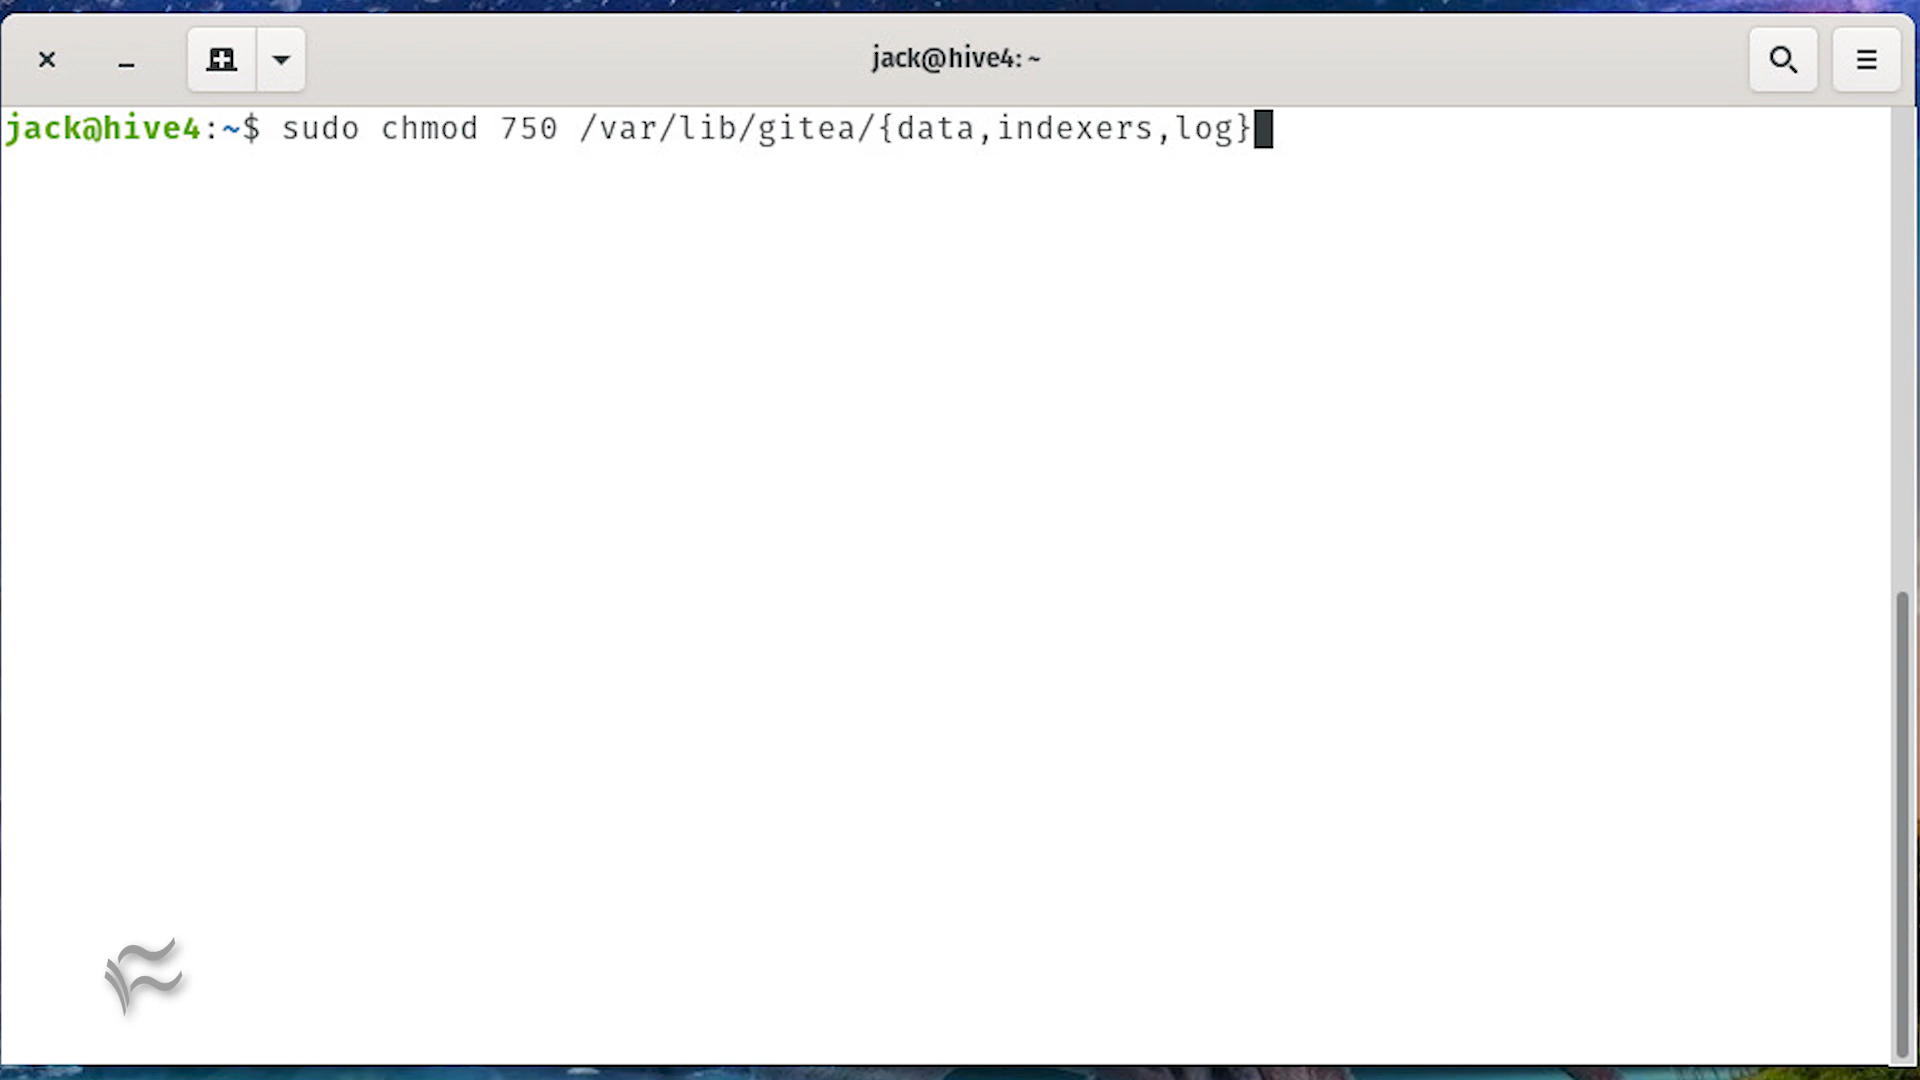 jack@hive4: ~
jack@hive4:~$ sudo chmod 750 /var/lib/gitea/{data,indexers,log}